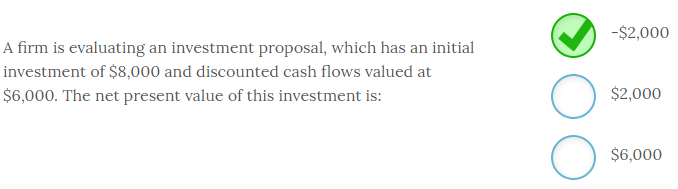 A firm is evaluating an investment proposal, which has an initial
investment of $8,000 and discounted cash flows valued at
$6,000. The net present value of this investment is:
-$2,000
$2,000
$6,000